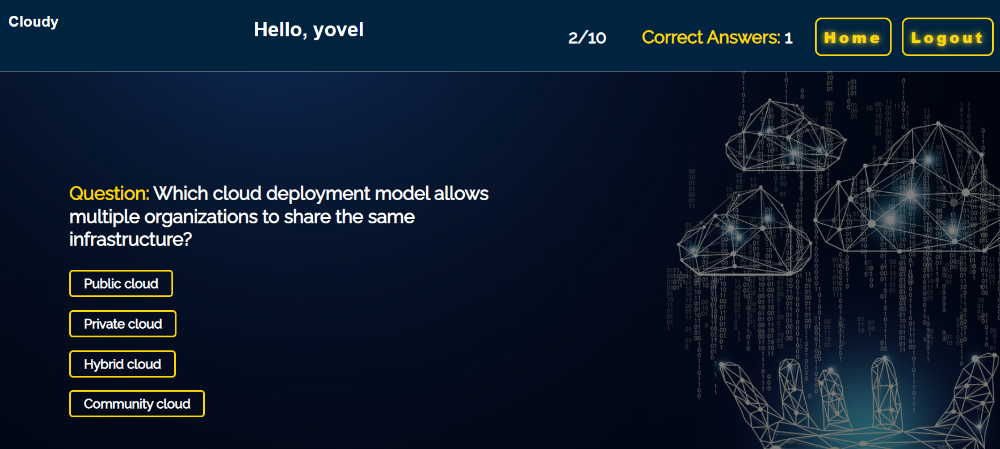 Cloudy
Hello, yovel
2/10
Correct Answers: 1
Home
Logout
Question: Which cloud deployment model allows
multiple organizations to share the same
infrastructure?
Public cloud
Private cloud
Hybrid cloud
Community cloud